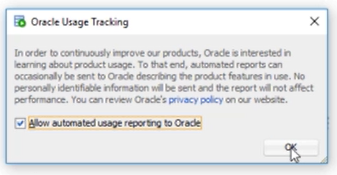 Oracle Usage Tracking
In order to continuously improve our products, Oracle is interested in
learning about product usage. To that end, automated reports can
occasionally be sent to Oracle describing the product features in use. No
personally identifiable information will be sent and the report will not affect
performance. You can review Oracle's privacy policy on our website.
Allow automated usage reporting to Oracle
OK